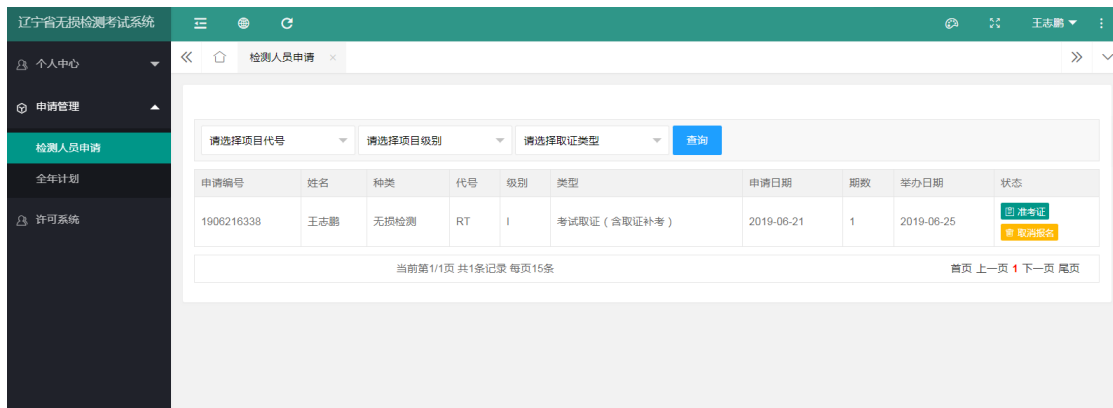 辽宁省无损检测考试系统
王志鹏
个人中心
检测人员申请
申请管理
检测人员申请
全年计划
许可系统
请选择项目代号 请选择项目级别 请选择取证类型 查询
申请编号 姓名 种类 代号 级别 类型 申请日期 期数 举办日期 状态
1906216338 王志鹏 无损检测 RT I 考试取证（含取证补考） 2019-06-21 1 2019-06-25 准考证
取消报名
当前第1/1页 共1条记录 每页15条 首页 上一页 1 下一页 尾页